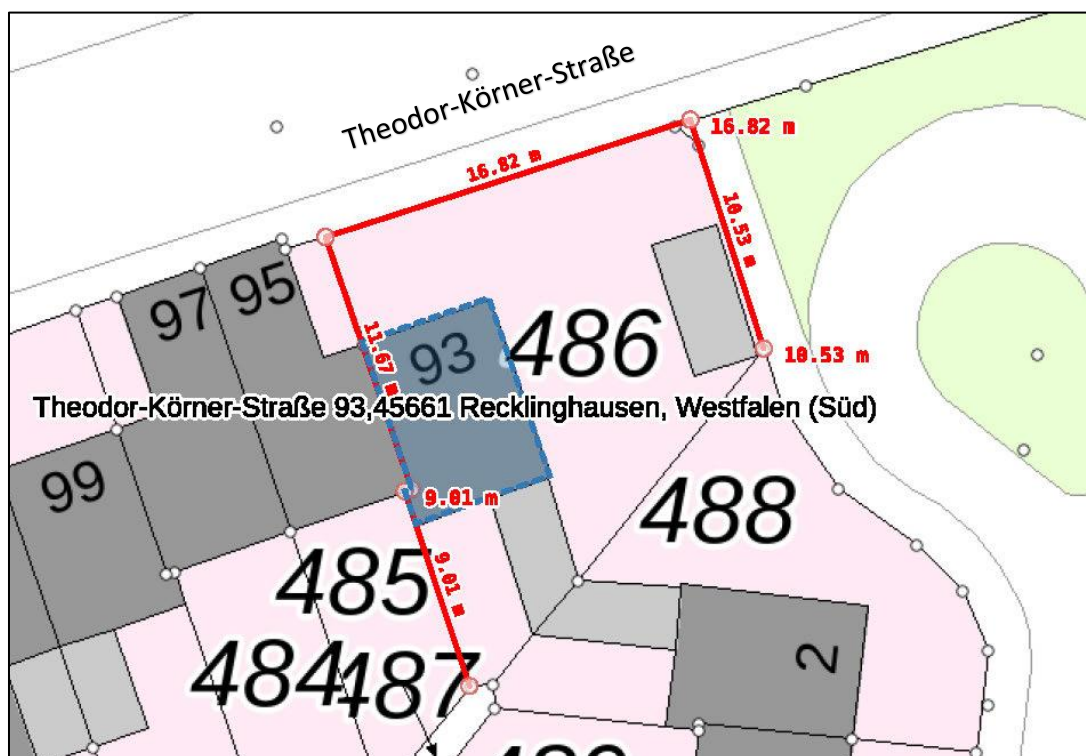 Theodor-Körner-Straße
16.82 m
16.82 m
10.53 m
97
95
11.67 m
93
486
10.53 m
Theodor-Körner-Straße 93,45661 Recklinghausen, Westfalen (Süd)
99
9.01 m
488
485
9.01 m
484
487
2